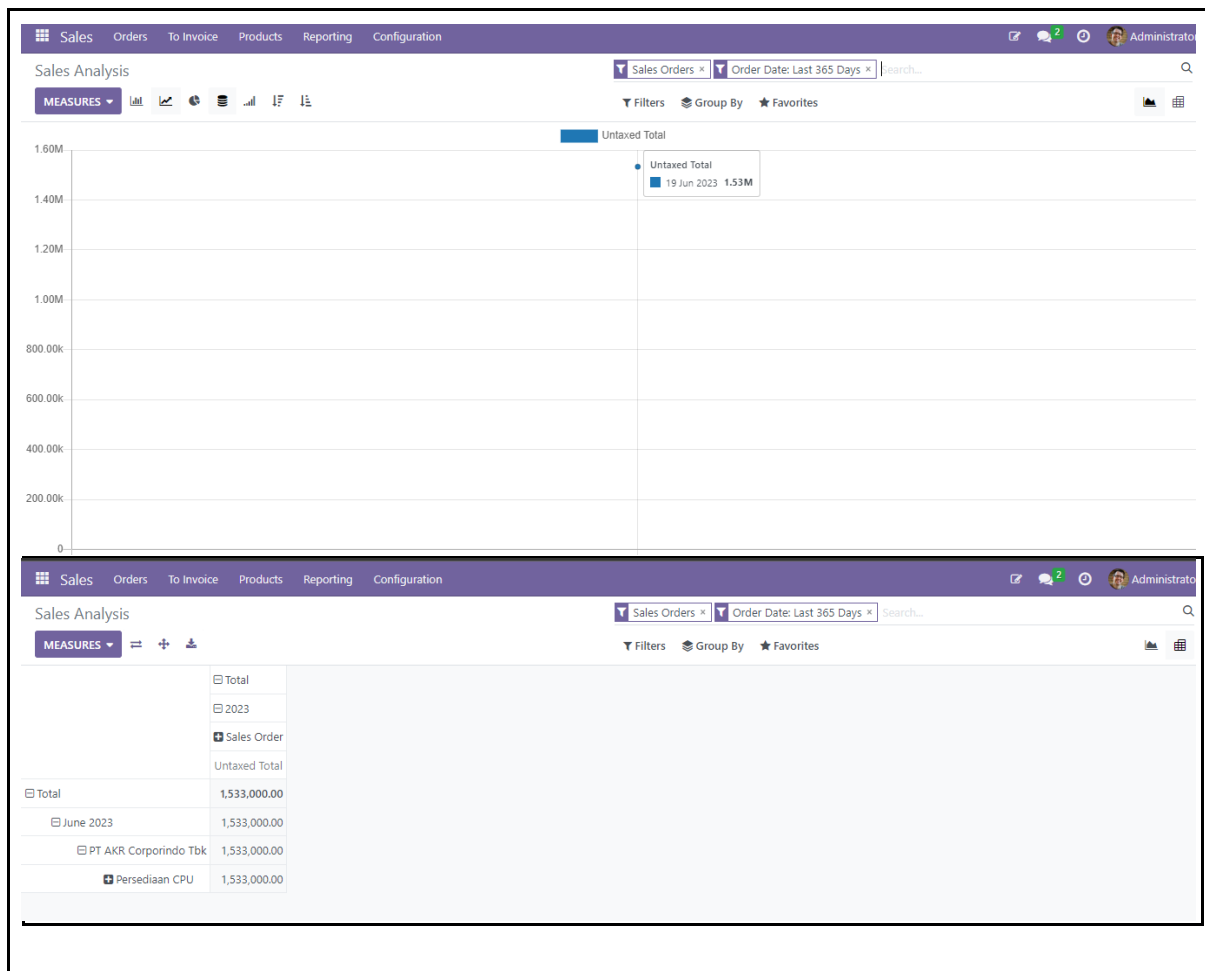 Sales Orders To Invoice Products Reporting Configuration 2 Administrator
Sales Analysis Sales Orders × Order Date: Last 365 Days × Search...
MEASURES Filters Group By Favorites
Untaxed Total
1.60M
Untaxed Total
19 Jun 2023 1.53M
1.40M
1.20M
1.00M
800.00k
600.00k
400.00k
200.00k
0
Sales Orders To Invoice Products Reporting Configuration 2 Administrato
Sales Analysis Sales Orders × Order Date: Last 365 Days × Search...
MEASURES Filters Group By Favorites
Total
2023
Sales Order
Untaxed Total
Total 1,533,000.00
June 2023 1,533,000.00
PT AKR Corporindo Tbk 1,533,000.00
Persediaan CPU 1,533,000.00